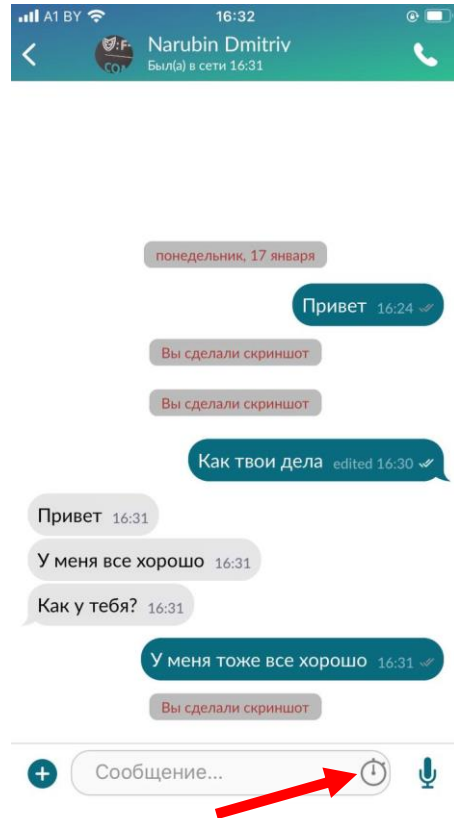 A1 BY 16:32
Narubin Dmitriv
Был(а) в сети 16:31
понедельник, 17 января
Привет 16:24
Вы сделали скриншот
Вы сделали скриншот
Как твои дела edited 16:30
Привет 16:31
У меня все хорошо 16:31
Как у тебя? 16:31
У меня тоже все хорошо 16:31
Вы сделали скриншот
Сообщение...